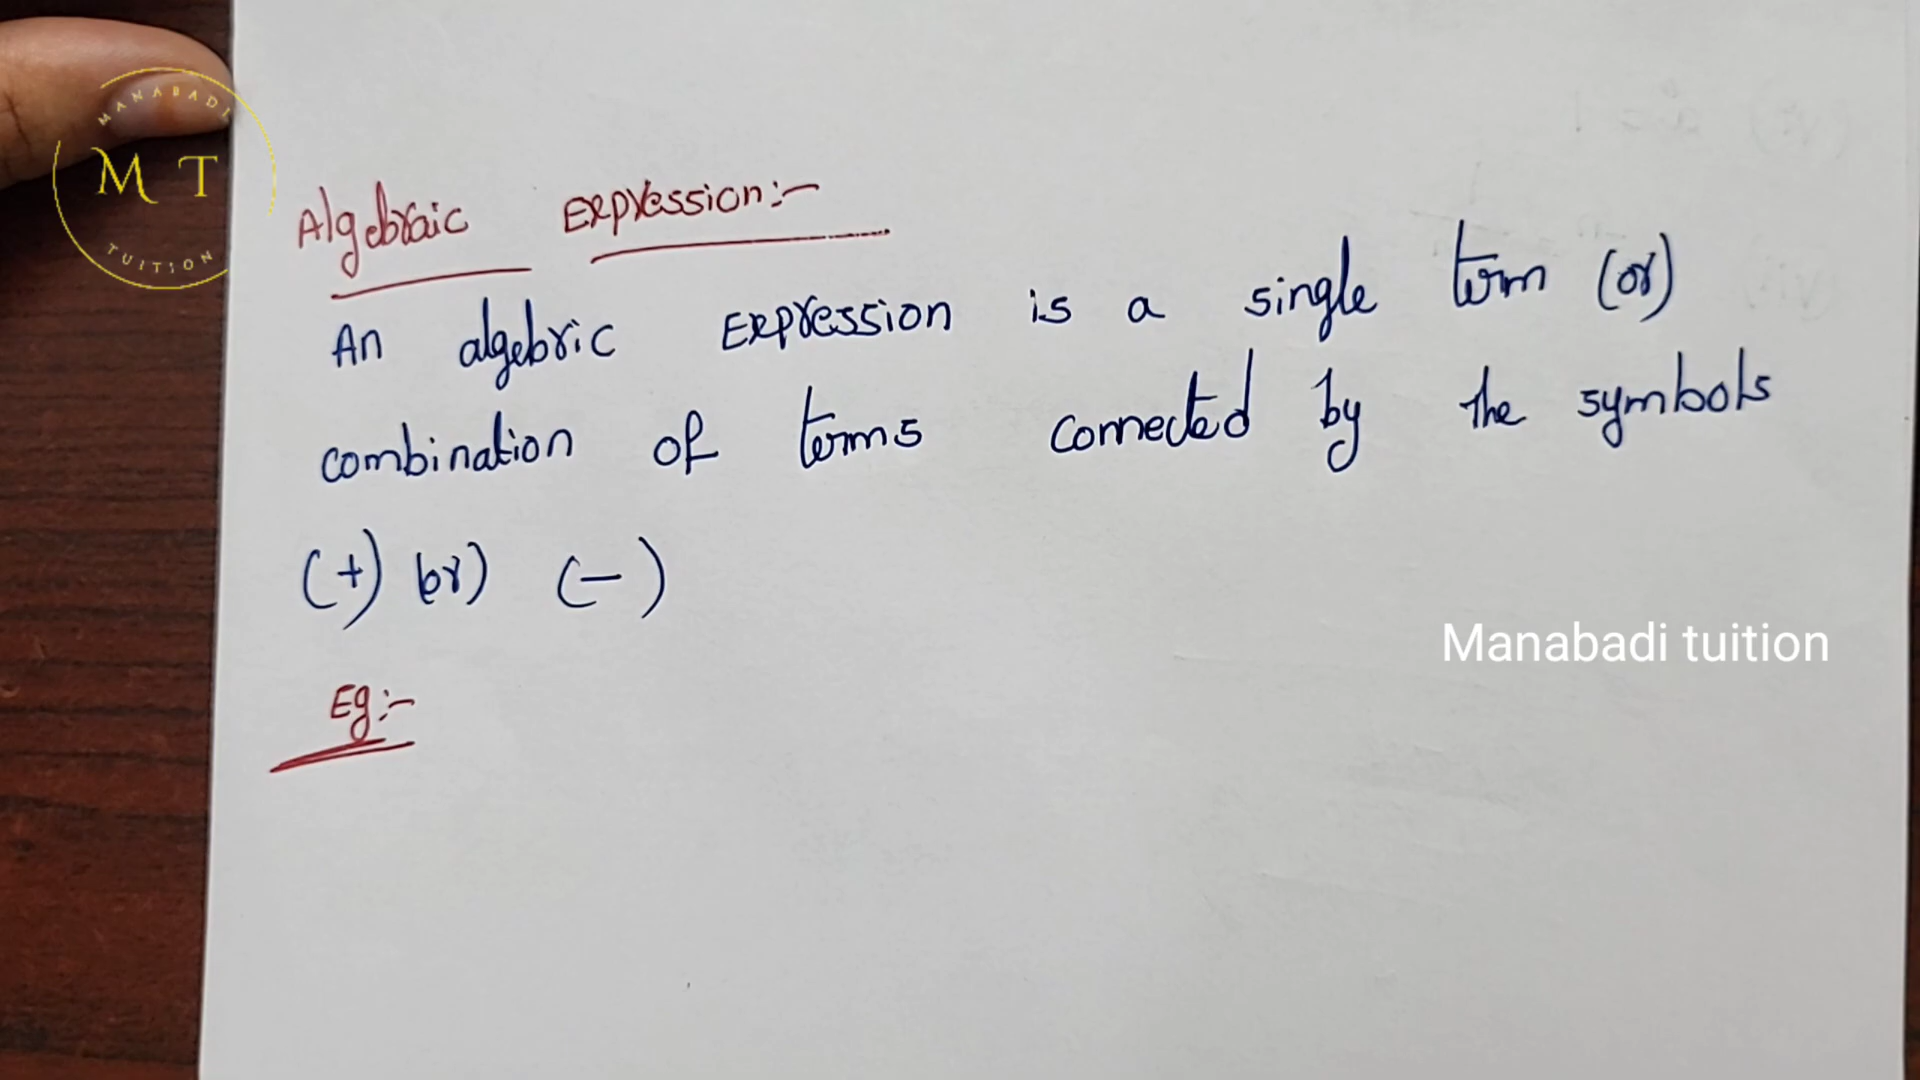 MANABADI
M T
TUITION
Algebraic Expression:-
An algebric Expression is a single term (or)
combination of terms connected by the symbols
(+) (or) (-)
Manabadi tuition
Eg:-